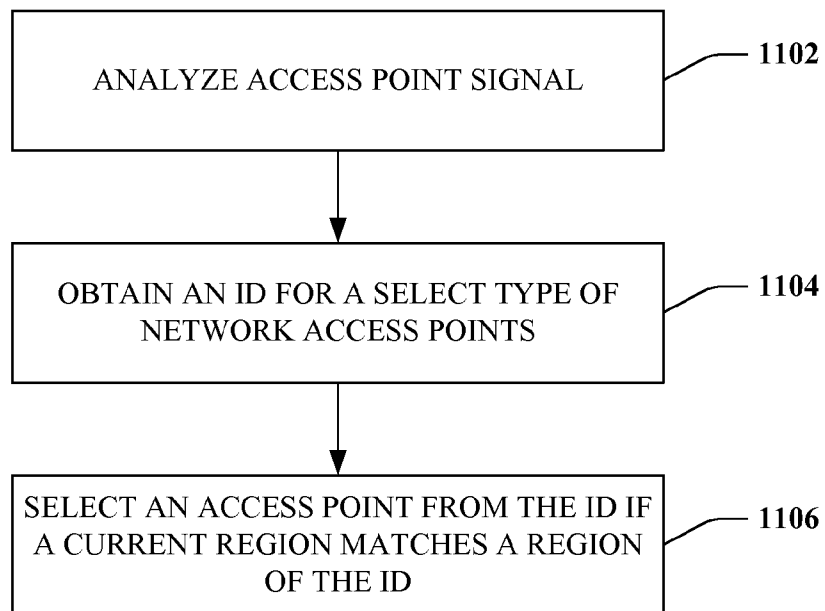 ANALYZE ACCESS POINT SIGNAL
1102
OBTAIN AN ID FOR A SELECT TYPE OF
NETWORK ACCESS POINTS
1104
SELECT AN ACCESS POINT FROM THE ID IF
A CURRENT REGION MATCHES A REGION
OF THE ID
1106